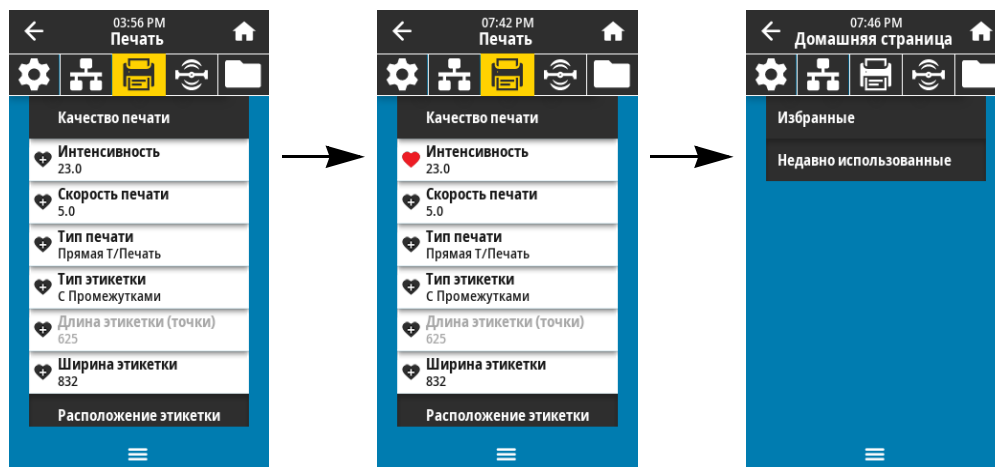 03:56 PM
Печать
Качество печати
Интенсивность
23.0
Скорость печати
5.0
Тип печати
Прямая Т/Печать
Тип этикетки
С Промежутками
Длина этикетки (точки)
625
Ширина этикетки
832
Расположение этикетки
07:42 PM
Печать
Качество печати
Интенсивность
23.0
Скорость печати
5.0
Тип печати
Прямая Т/Печать
Тип этикетки
С Промежутками
Длина этикетки (точки)
625
Ширина этикетки
832
Расположение этикетки
07:46 PM
Домашняя страница
Избранные
Недавно использованные